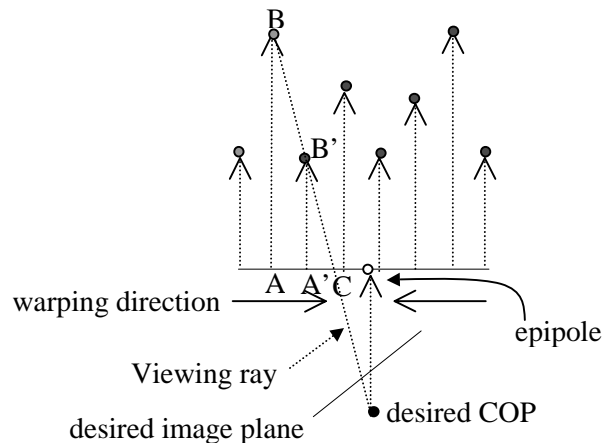 B
B'
A A' C
warping direction
epipole
Viewing ray
desired COP
desired image plane